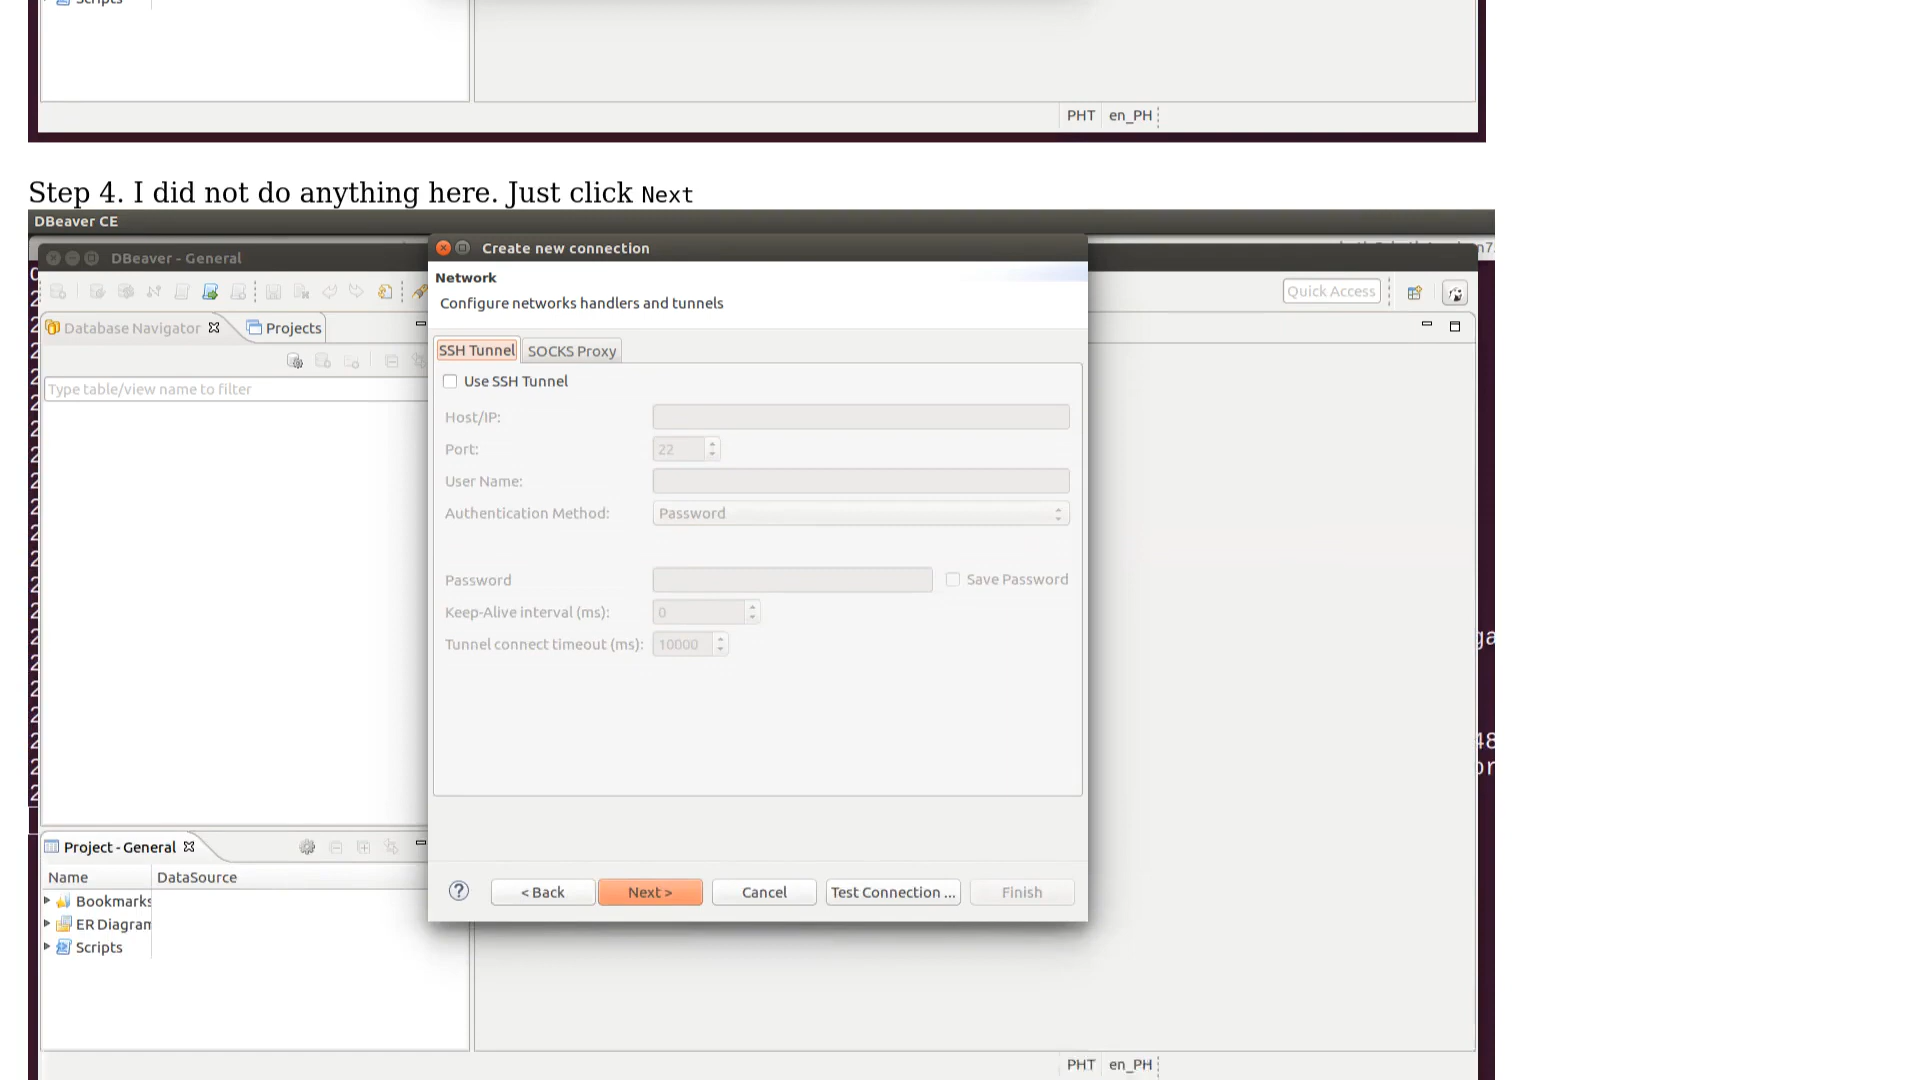 Scripts
PHT en_PH
Step 4. I did not do anything here. Just click Next
DBeaver CE
Create new connection
DBeaver - General
Network
Configure networks handlers and tunnels
Quick Access
Database Navigator
Projects
SSH Tunnel
SOCKS Proxy
Type table/view name to filter
Use SSH Tunnel
Host/IP:
Port: 22
User Name:
Authentication Method: Password
Password
Save Password
Keep-Alive interval (ms): 0
Tunnel connect timeout (ms): 10000
Project - General
Name DataSource
Bookmarks
ER Diagram
Scripts
< Back
Next >
Cancel
Test Connection ...
Finish
PHT en_PH